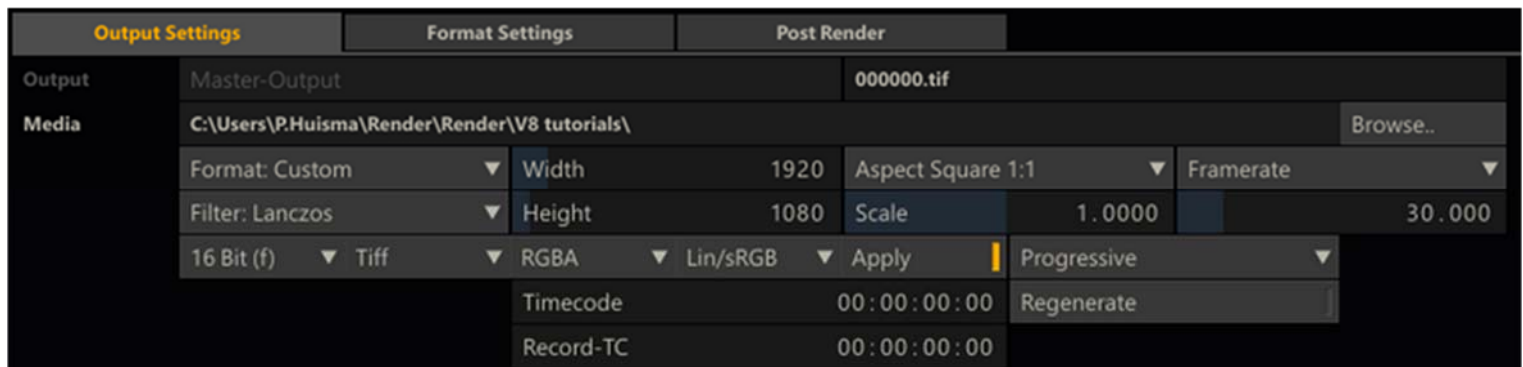 Output Settings Format Settings Post Render
Output Master-Output 000000.tif
Media C:\Users\P.Huisma\Render\Render\V8 tutorials\ Browse..
Format: Custom Width 1920 Aspect Square 1:1 Framerate
Filter: Lanczos Height 1080 Scale 1.0000 30.000
16 Bit (f) Tiff RGBA Lin/sRGB Apply Progressive
Timecode 00:00:00:00 Regenerate
Record-TC 00:00:00:00